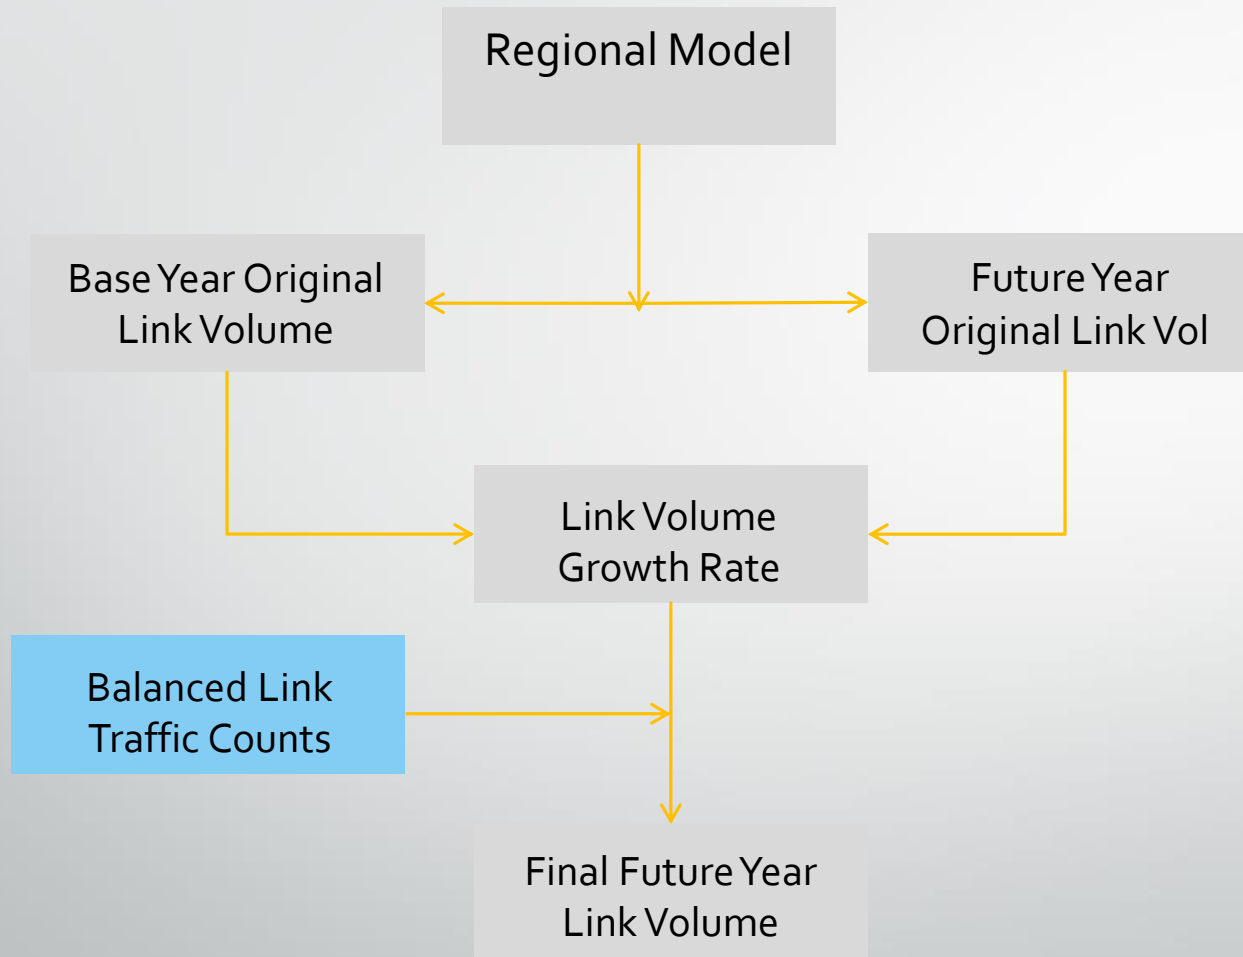 Regional Model
Base Year Original
Link Volume
Future Year
Original Link Vol
Link Volume
Growth Rate
Balanced Link
Traffic Counts
Final Future Year
Link Volume